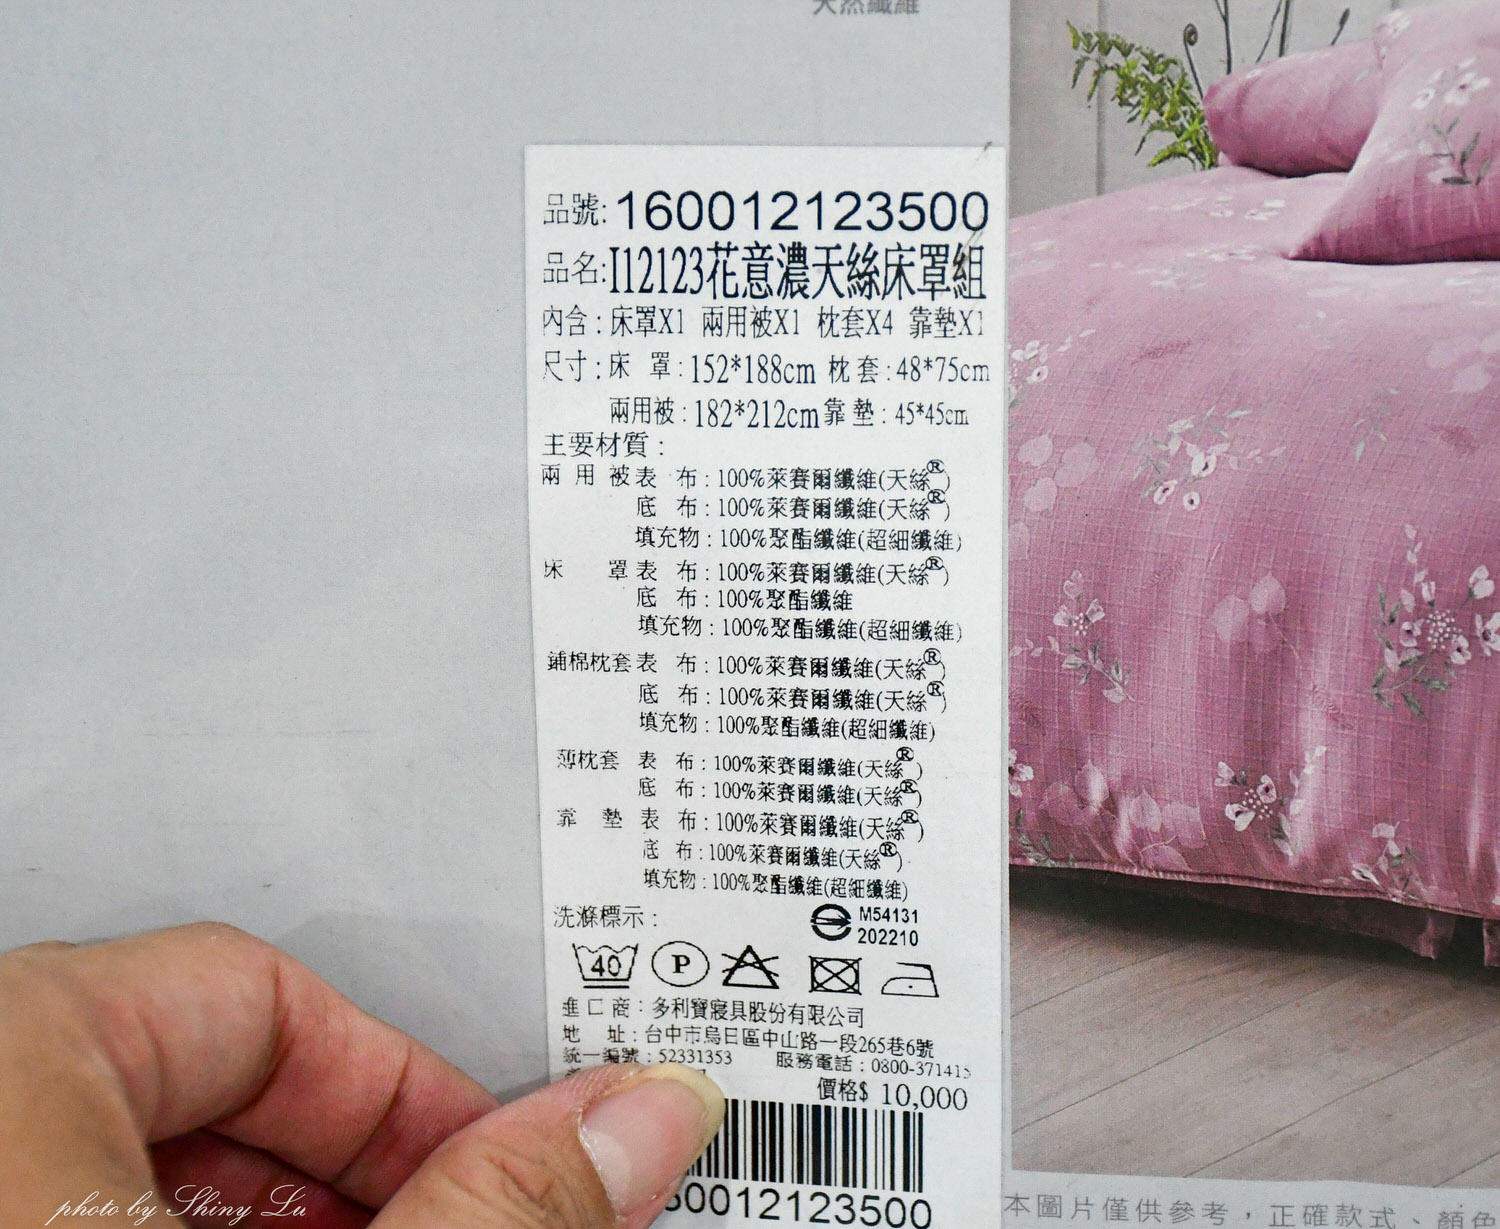 天然纖維
品號:160012123500
品名:I12123花意濃天絲床罩組
內含:床罩X1 兩用被X1 枕套X4 靠墊X1
尺寸:床 罩:152*188cm 枕套:48*75cm
兩用被:182*212cm 靠墊:45*45cm
主要材質:
兩用被表 布:100%萊賽爾纖維(天絲®)
底 布:100%萊賽爾纖維(天絲®)
填充物:100%聚酯纖維(超細纖維)
床 罩表 布:100%萊賽爾纖維(天絲®)
底 布:100%聚酯纖維
填充物:100%聚酯纖維(超細纖維)
鋪棉枕套表 布:100%萊賽爾纖維(天絲®)
底 布:100%萊賽爾纖維(天絲®)
填充物:100%聚酯纖維(超細纖維)
薄枕套 表 布:100%萊賽爾纖維(天絲®)
底 布:100%萊賽爾纖維(天絲®)
靠 墊 表 布:100%萊賽爾纖維(天絲®)
底 布:100%萊賽爾纖維(天絲®)
填充物:100%聚酯纖維(超細纖維)
洗滌標示:
M54131
202210
40 P
進口商:多利寶寢具股份有限公司
地 址:台中市烏日區中山路一段265巷6號
統一編號:52331353 服務電話:0800-371415
價格$ 10,000
60012123500
本圖片僅供參考,正確款式、顏色
photo by Shiny Lu